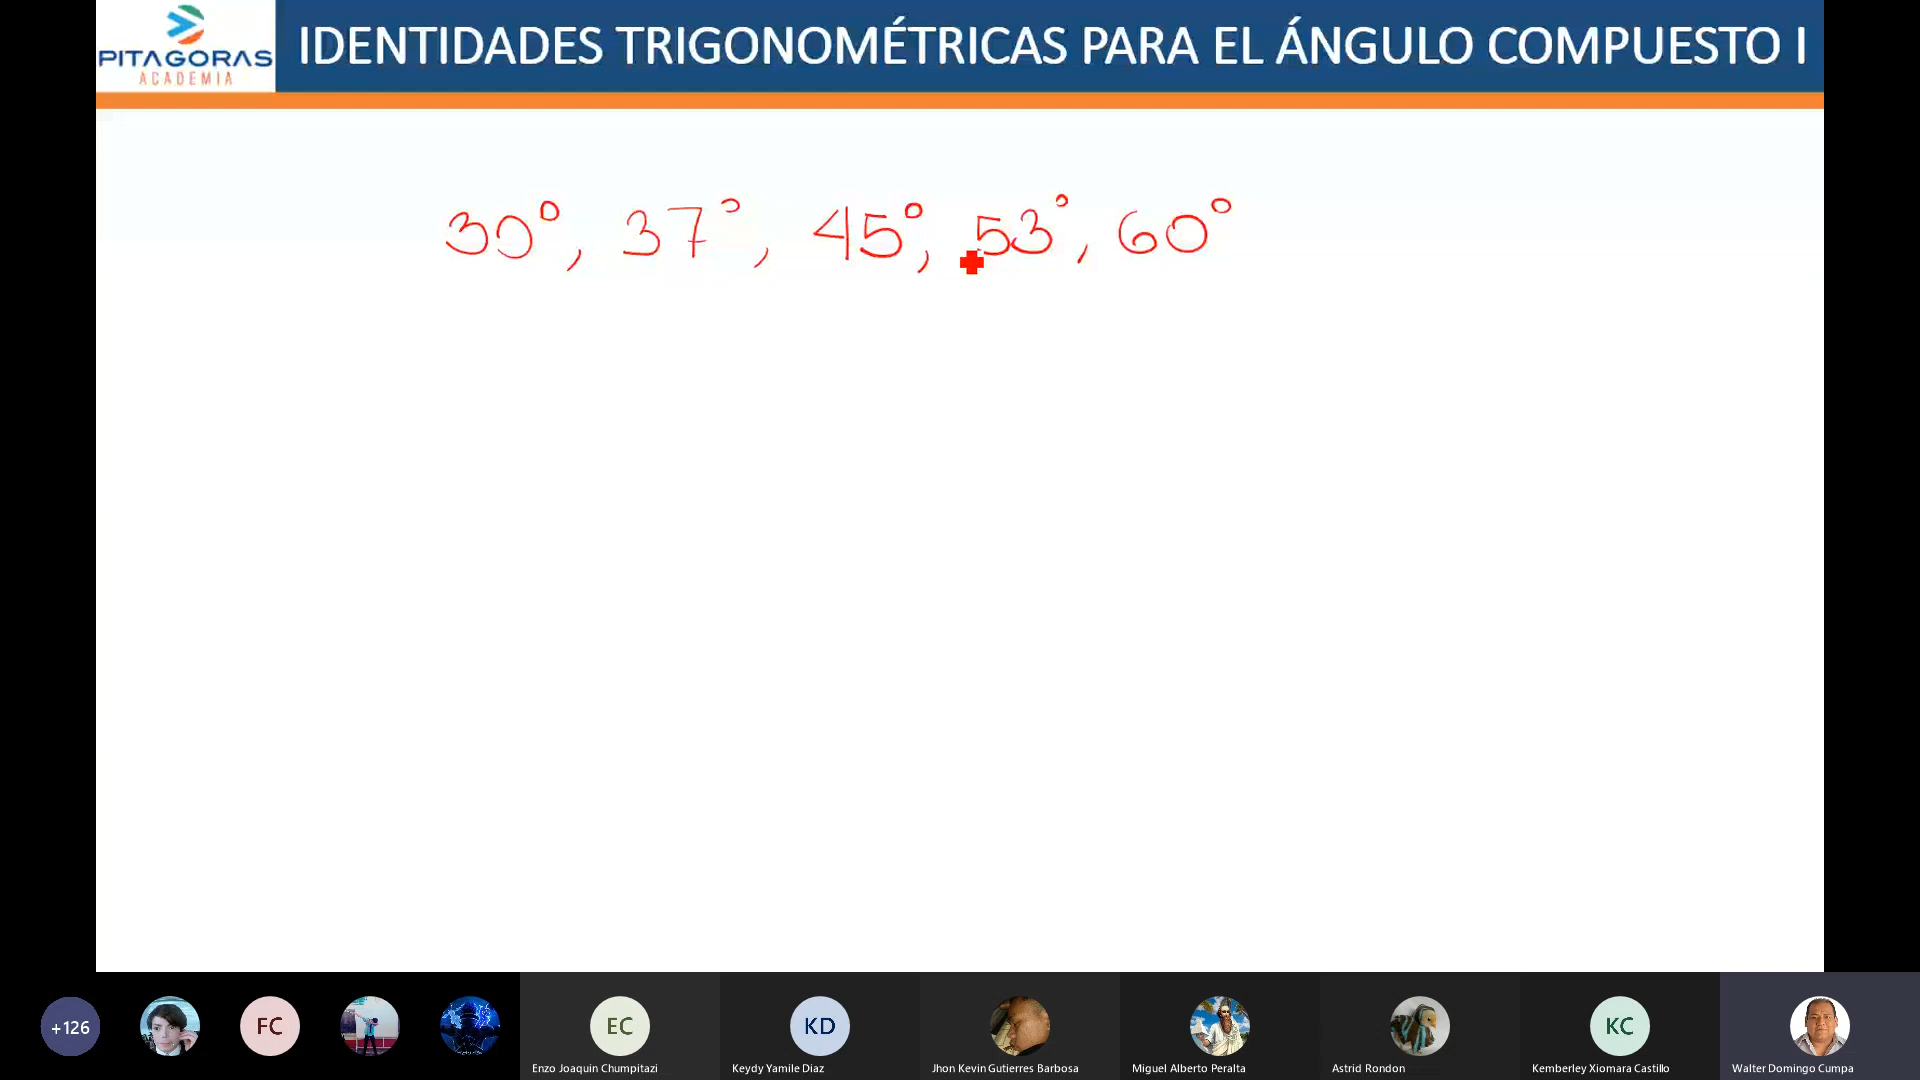 PITAGORAS
ACADEMIA
IDENTIDADES TRIGONOMÉTRICAS PARA EL ÁNGULO COMPUESTO I
30°, 37°, 45°, 53°, 60°
+126
FC
EC
KD
KC
Enzo Joaquin Chumpitazi
Keydy Yamile Diaz
Jhon Kevin Gutierres Barbosa
Miguel Alberto Peralta
Astrid Rondon
Kemberley Xiomara Castillo
Walter Domingo Cumpa